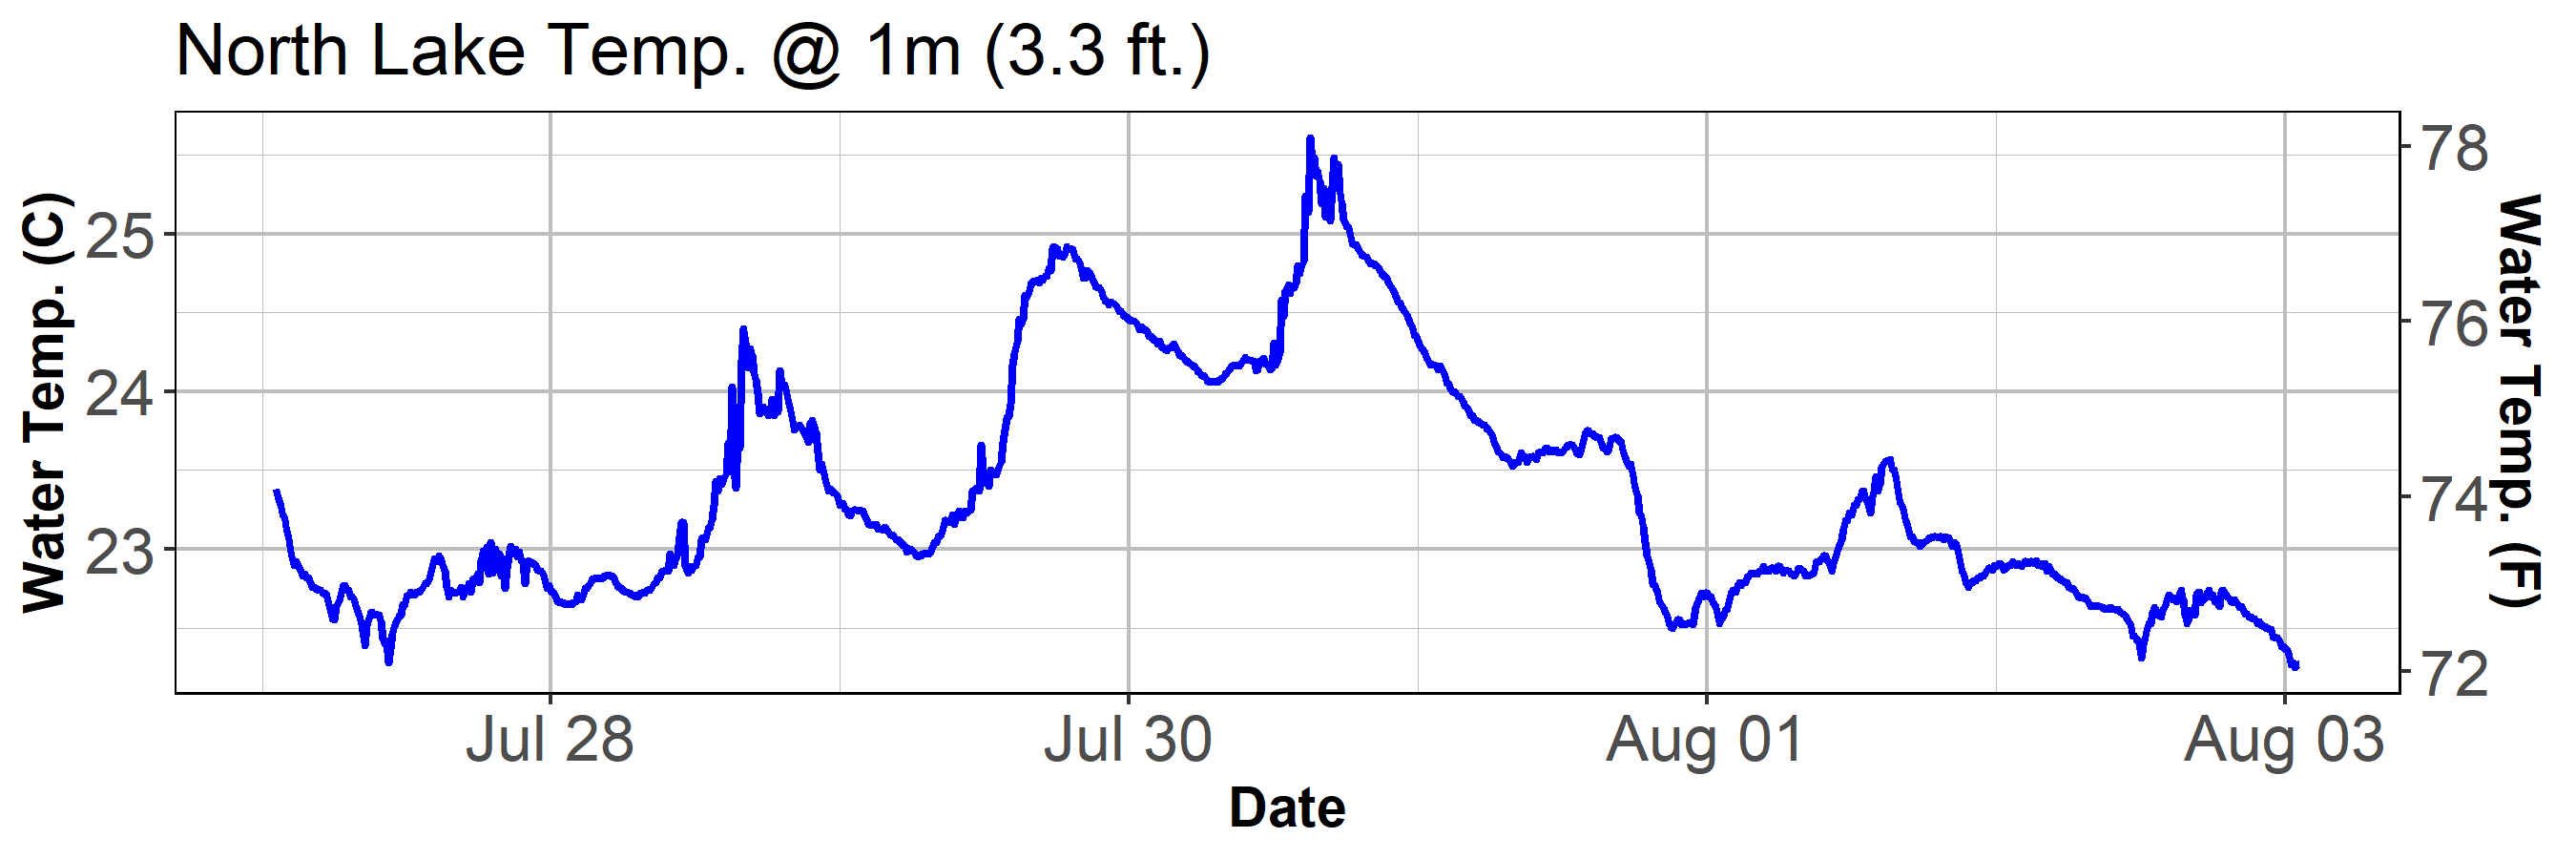 North Lake Temp. @ 1m (3.3 ft.)
Water Temp. (C)
25
24
23
78
76
74
72
Water Temp. (F)
Jul 28
Jul 30
Aug 01
Aug 03
Date